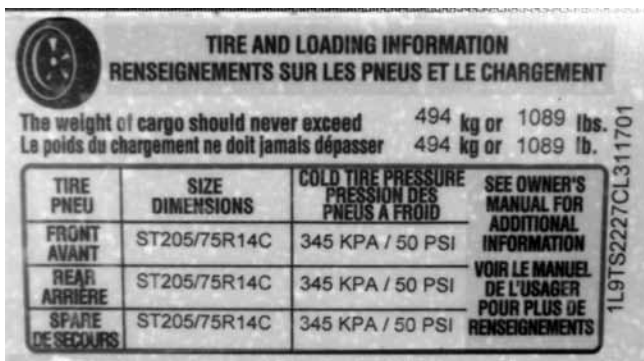 TIRE AND LOADING INFORMATION
RENSEIGNEMENTS SUR LES PNEUS ET LE CHARGEMENT
The weight of cargo should never exceed 494 kg or 1089 lbs.
Le poids du chargement ne doit jamais dépasser 494 kg or 1089 lb.
TIRE
PNEU
SIZE
DIMENSIONS
COLD TIRE PRESSURE
PRESSION DES
PNEUS A FROID
SEE OWNER'S
MANUAL FOR
ADDITIONAL
INFORMATION
VOIR LE MANUEL
DE L'USAGER
POUR PLUS DE
RENSEIGNEMENTS
FRONT
AVANT
ST205/75R14C
345 KPA / 50 PSI
REAR
ARRIÈRE
ST205/75R14C
345 KPA / 50 PSI
SPARE
DE SECOURS
ST205/75R14C
345 KPA / 50 PSI
1L9TS2227CL311701